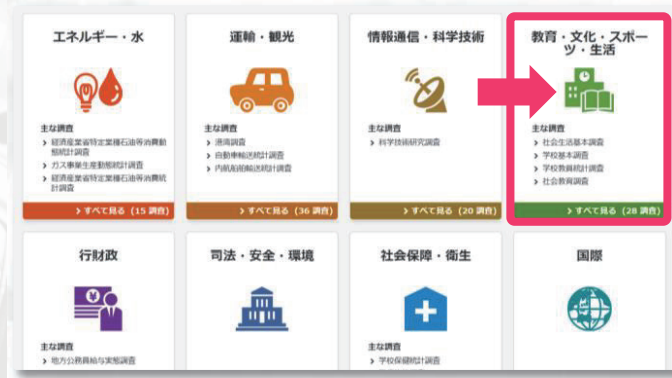 エネルギー・水
主な調査
> 経済産業省特定業種石油等消費動
態統計調査
> ガス事業生産動態統計調査
> 経済産業省特定業種石油等消費統
計調査
> すべて見る (15 調査)
運輸・観光
主な調査
> 港湾調査
> 自動車輸送統計調査
> 内航船舶輸送統計調査
> すべて見る (36 調査)
情報通信・科学技術
主な調査
> 科学技術研究調査
> すべて見る (20 調査)
教育・文化・スポー
ツ・生活
主な調査
> 社会生活基本調査
> 学校基本調査
> 学校教員統計調査
> 社会教育調査
> すべて見る (28 調査)
行財政
主な調査
> 地方公務員給与実態調査
司法・安全・環境
社会保障・衛生
主な調査
> 学校保健統計調査
国際